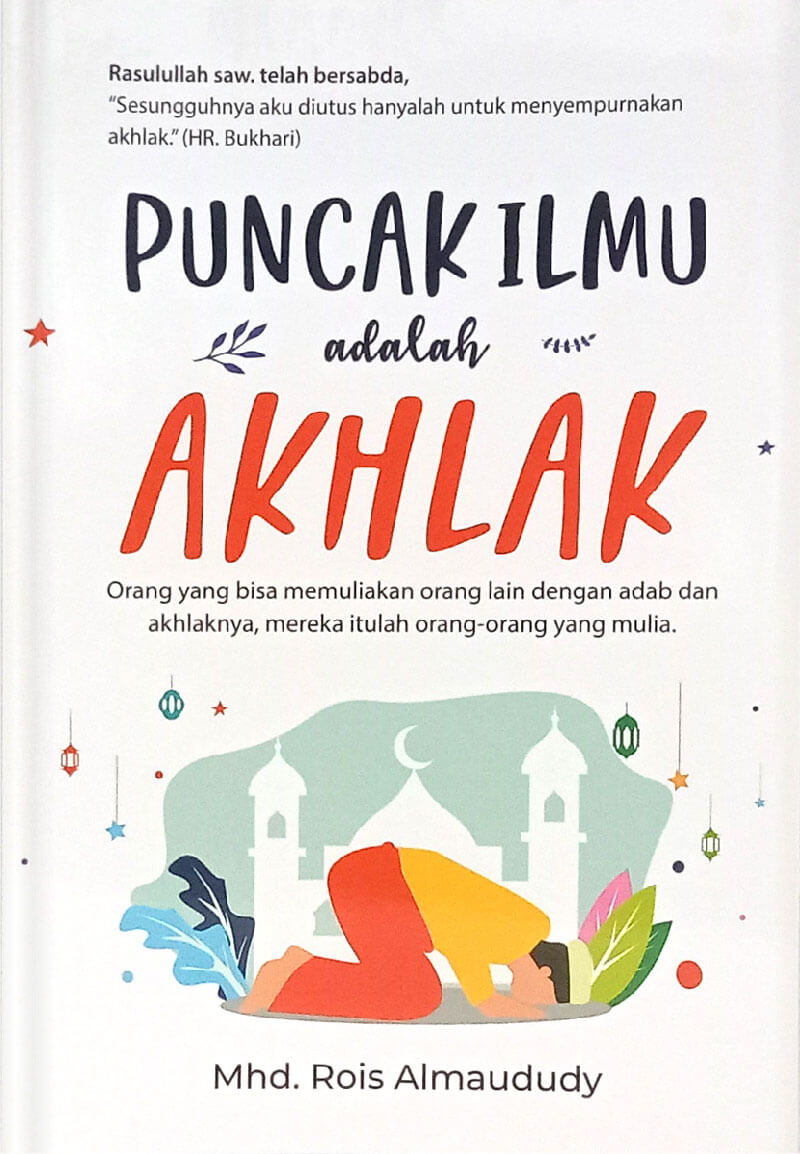 Rasulullah saw. telah bersabda,
"Sesungguhnya aku diutus hanyalah untuk menyempurnakan
akhlak." (HR. Bukhari)
PUNCAK ILMU
adalah
AKHLAK
Orang yang bisa memuliakan orang lain dengan adab dan
akhlaknya, mereka itulah orang-orang yang mulia.
Mhd. Rois Almaududy